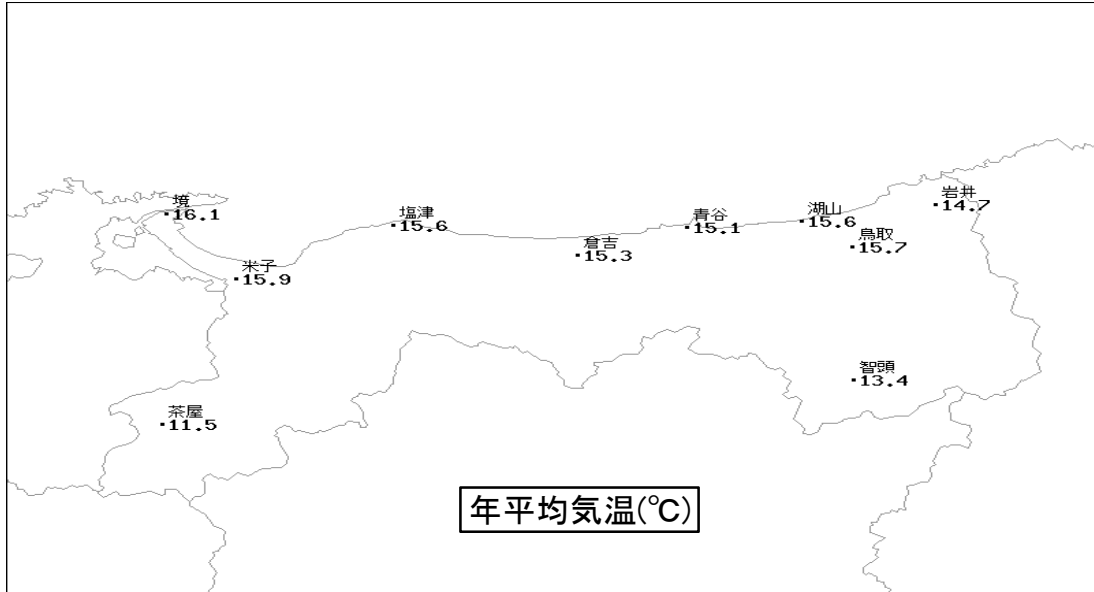 境
16.1
塩津
15.6
米子
15.9
倉吉
15.3
青谷
15.1
湖山
15.6
岩井
14.7
鳥取
15.7
智頭
13.4
茶屋
11.5
年平均気温(℃)